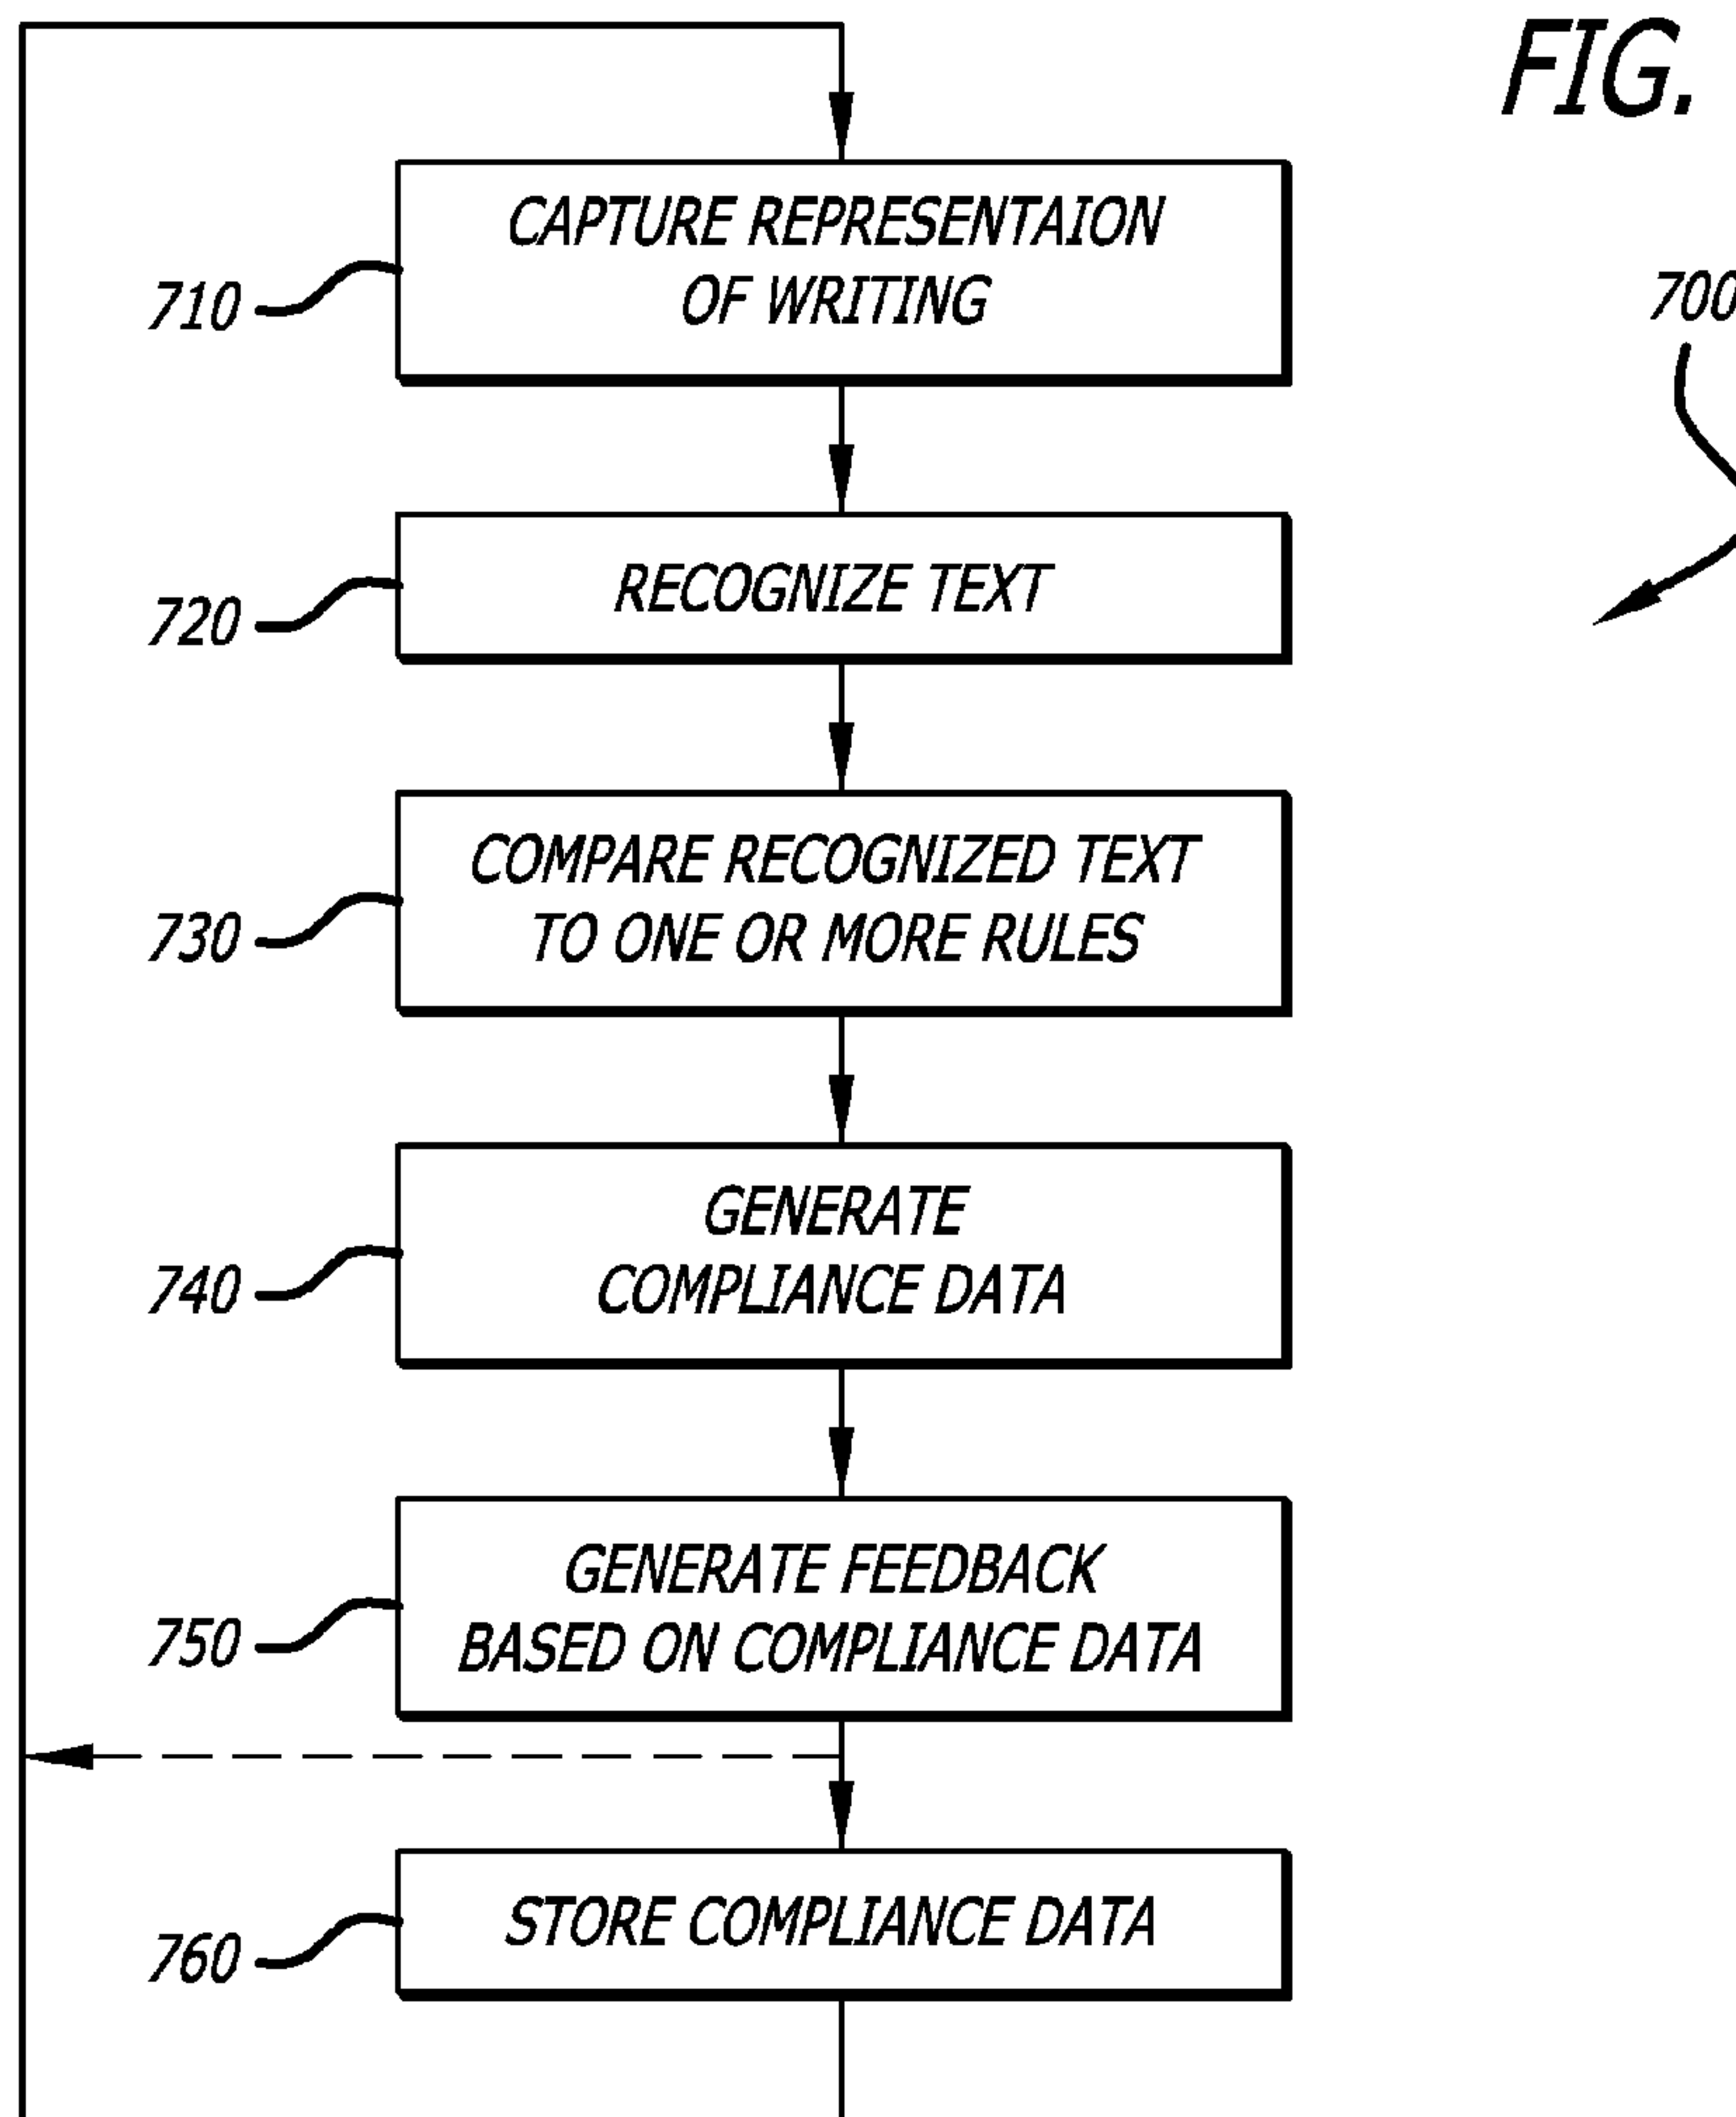 FIG.
700
CAPTURE REPRESENTAION
OF WRITING
710
RECOGNIZE TEXT
720
COMPARE RECOGNIZED TEXT
TO ONE OR MORE RULES
730
GENERATE
COMPLIANCE DATA
740
GENERATE FEEDBACK
BASED ON COMPLIANCE DATA
750
STORE COMPLIANCE DATA
760